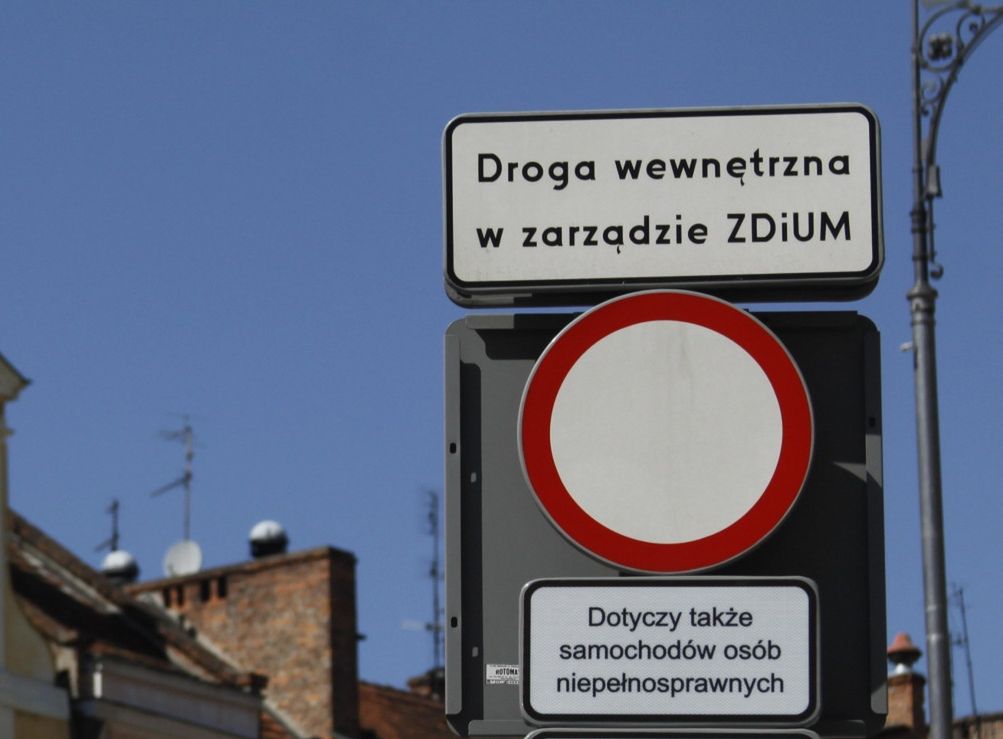 Droga wewnętrzna
w zarządzie ZDiUM
Dotyczy także
samochodów osób
niepełnosprawnych